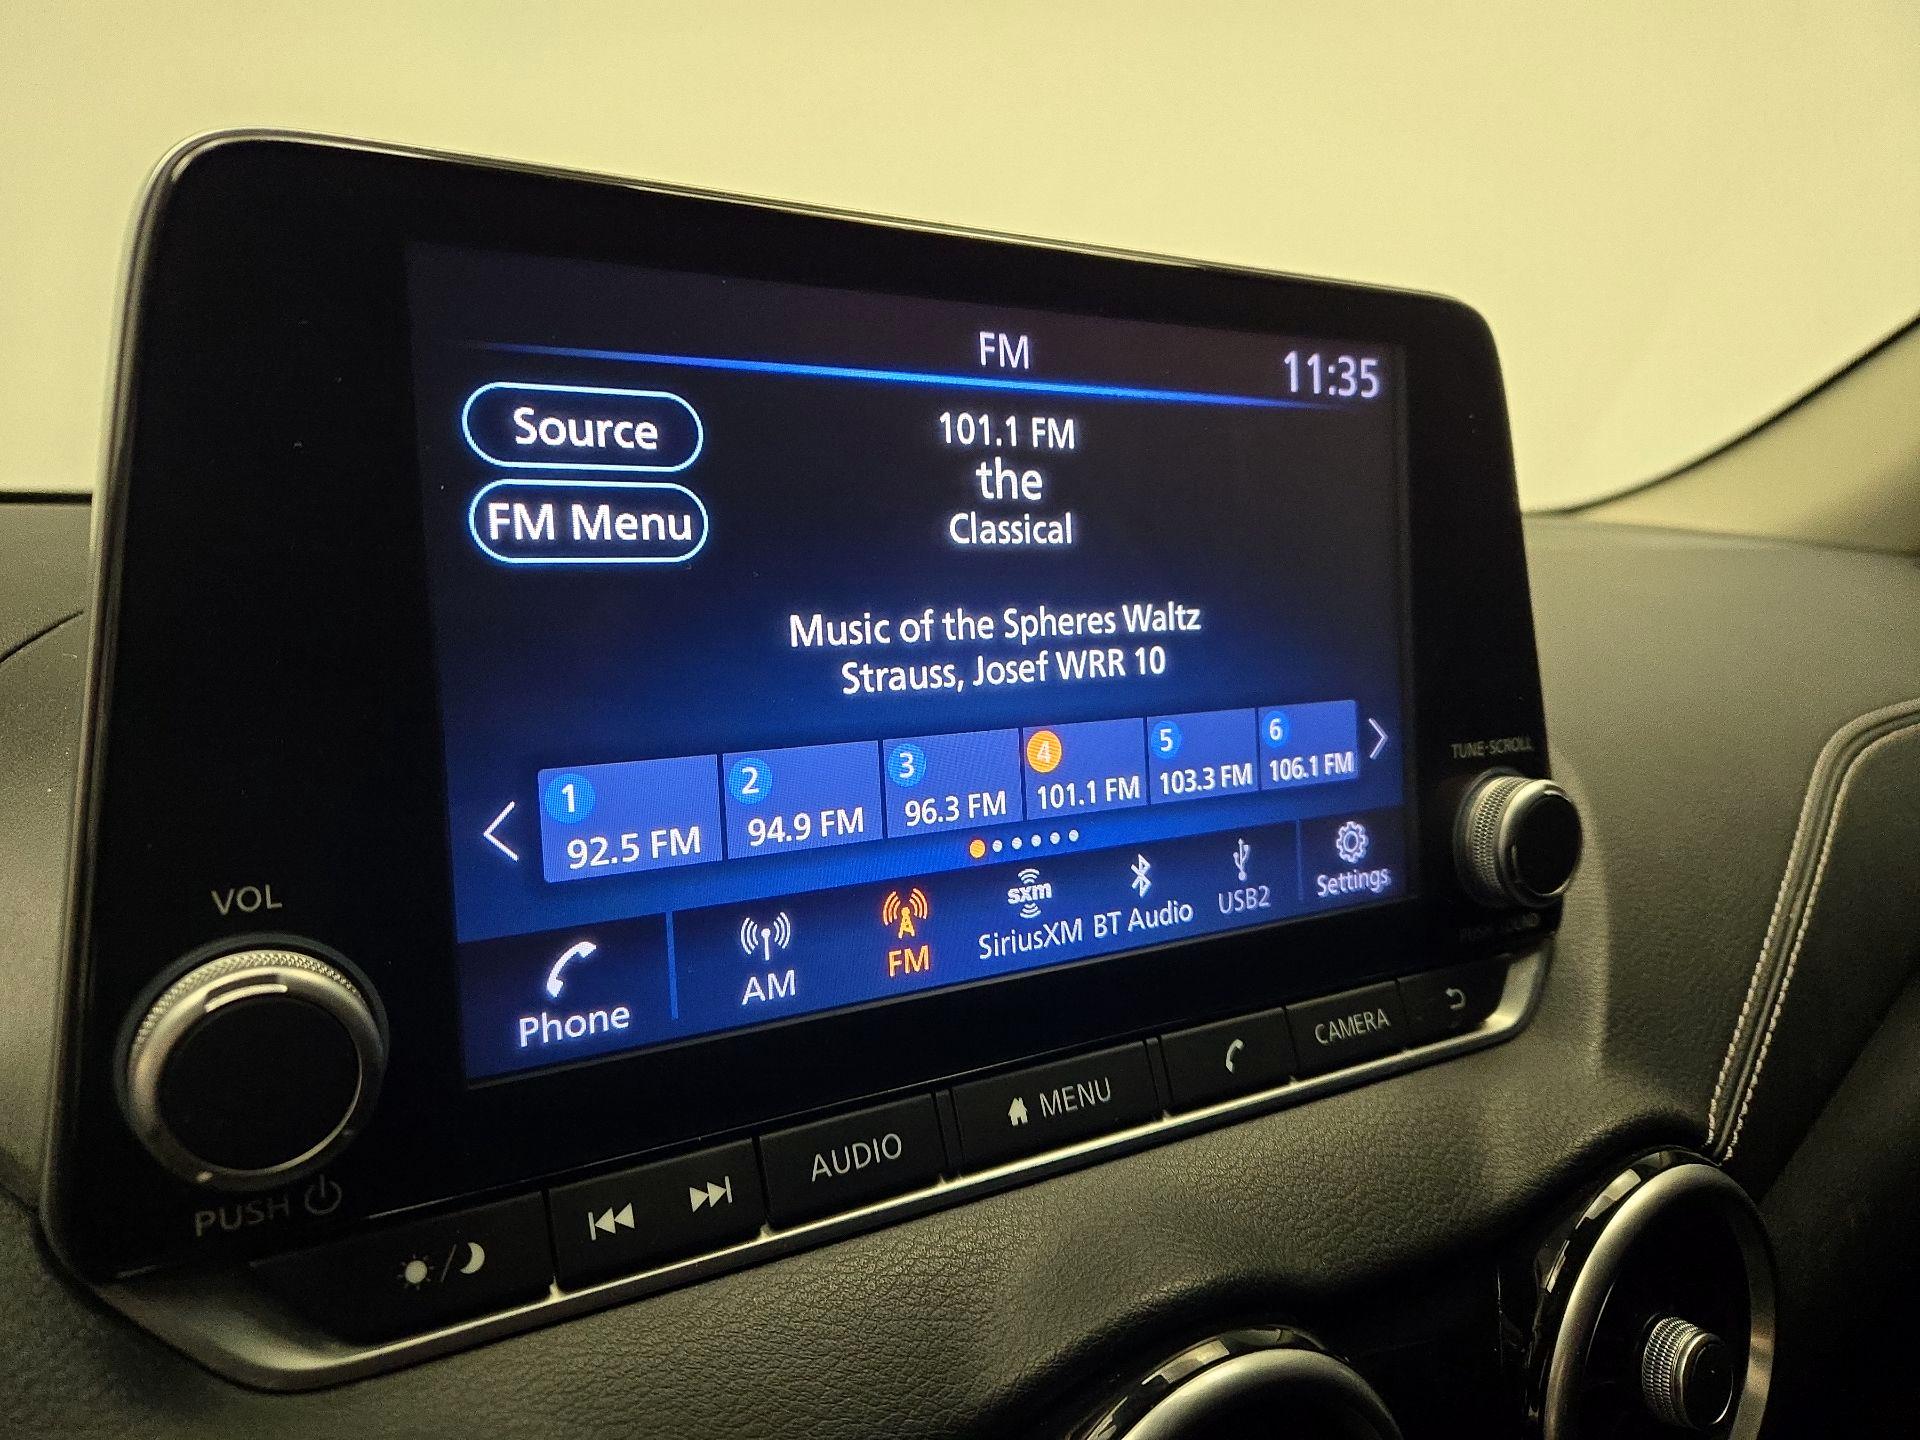 FM
11:35
Source
101.1 FM
the
FM Menu
Classical
Music of the Spheres Waltz
Strauss, Josef WRR 10
1
92.5 FM
2
94.9 FM
3
96.3 FM
4
101.1 FM
5
103.3 FM
6
106.1 FM
Phone
AM
FM
sxm
SiriusXM
BT Audio
USB2
Settings
VOL
PUSH
TUNE·SCROLL
PUSH
AUDIO
MENU
CAMERA